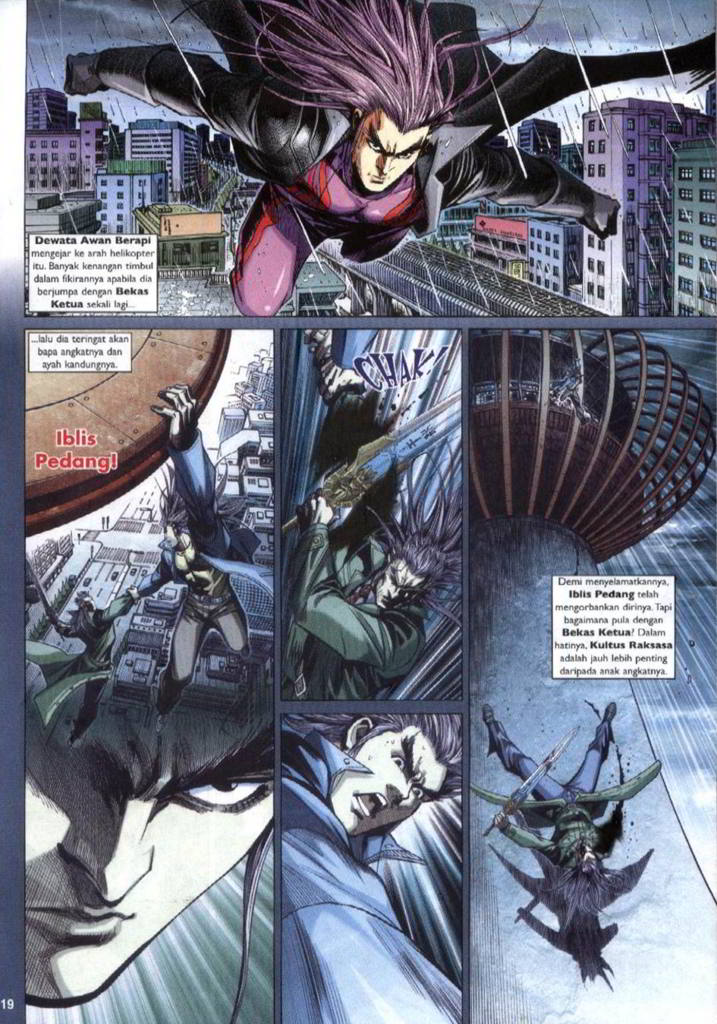 Dewata Awan Berapi
mengejar ke arah helikopter
itu. Banyak kenangan timbul
dalam fikirannya apabila dia
berjumpa dengan Bekas
Ketua sekali lagi...
...lalu dia teringat akan
bapa angkatnya dan
ayah kandungnya.
Iblis
Pedang!
CHAK!
Demi menyelamatkannya,
Iblis Pedang telah
mengorbankan dirinya. Tapi
bagaimana pula dengan
Bekas Ketua? Dalam
hatinya, Kultus Raksasa
adalah jauh lebih penting
daripada anak angkatnya.
19